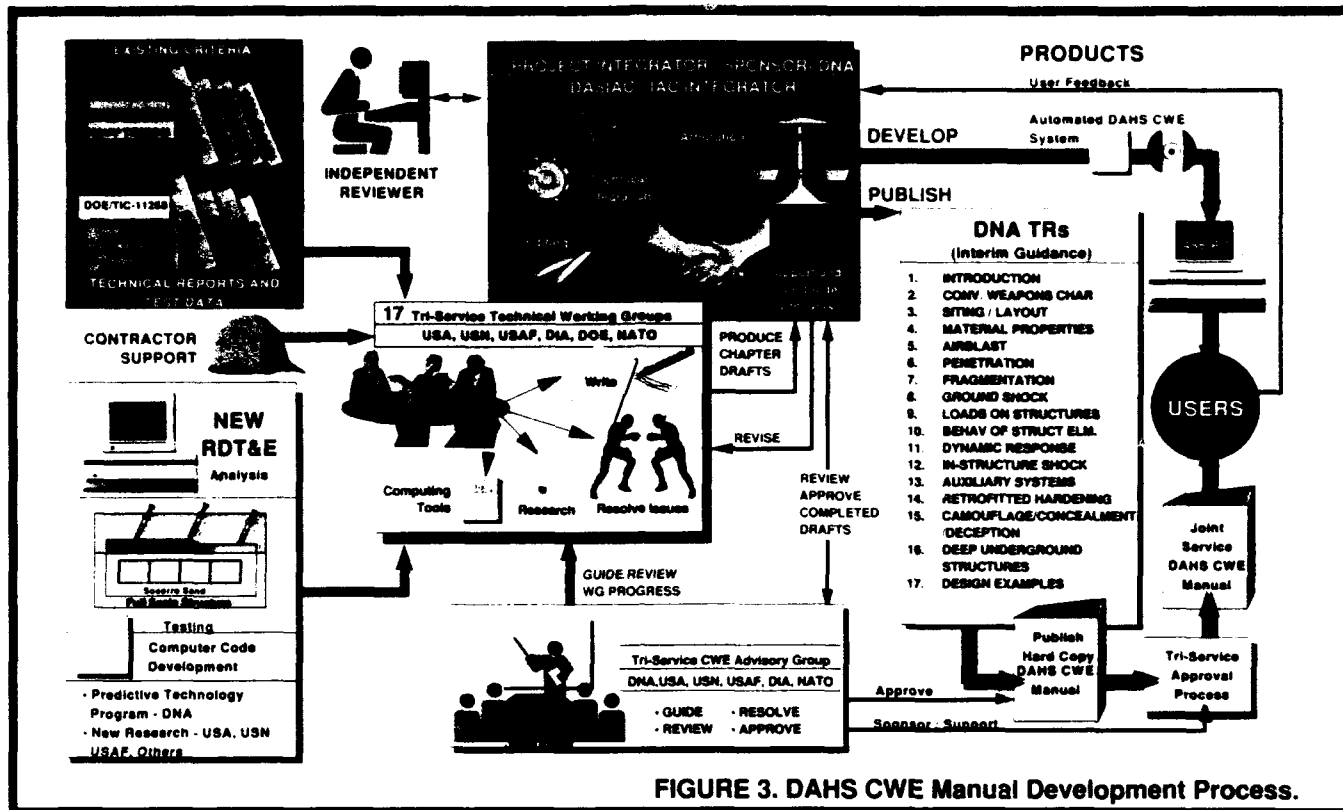 EXISTING CRITERIA
DOE/TIC-11268
TECHNICAL REPORTS AND
TEST DATA
INDEPENDENT
REVIEWER
PROJECT INTEGRATOR SPONSOR DNA
DASIAC IAC INTEGRATOR
PRODUCTS
User Feedback
DEVELOP
Automated DAHS CWE
System
PUBLISH
DNA TRs
(Interim Guidance)
1. INTRODUCTION
2. CONV. WEAPONS CHAR
3. SITING / LAYOUT
4. MATERIAL PROPERTIES
5. AIRBLAST
6. PENETRATION
7. FRAGMENTATION
8. GROUND SHOCK
9. LOADS ON STRUCTURES
10. BEHAV OF STRUCT ELM.
11. DYNAMIC RESPONSE
12. IN-STRUCTURE SHOCK
13. AUXILIARY SYSTEMS
14. RETROFITTED HARDENING
15. CAMOUFLAGE/CONCEALMENT
/DECEPTION
16. DEEP UNDERGROUND
STRUCTURES
17. DESIGN EXAMPLES
USERS
Joint
Service
DAHS CWE
Manual
17 Tri-Service Technical Working Groups
USA, USN, USAF, DIA, DOE, NATO
Write
Computing
Tools
Research
Resolve Issues
PRODUCE
CHAPTER
DRAFTS
REVISE
REVIEW
APPROVE
COMPLETED
DRAFTS
CONTRACTOR
SUPPORT
NEW
RDT&E
Analysis
Full Scale Structure
Testing
Computer Code
Development
· Predictive Technology
Program - DNA
· New Research - USA, USN
USAF, Others
GUIDE REVIEW
WG PROGRESS
Tri-Service CWE Advisory Group
DNA,USA, USN, USAF, DIA, NATO
· GUIDE · RESOLVE
· REVIEW · APPROVE
Approve
Sponsor - Support
Publish
Hard Copy
DAHS CWE
Manual
Tri-Service
Approval
Process
FIGURE 3. DAHS CWE Manual Development Process.